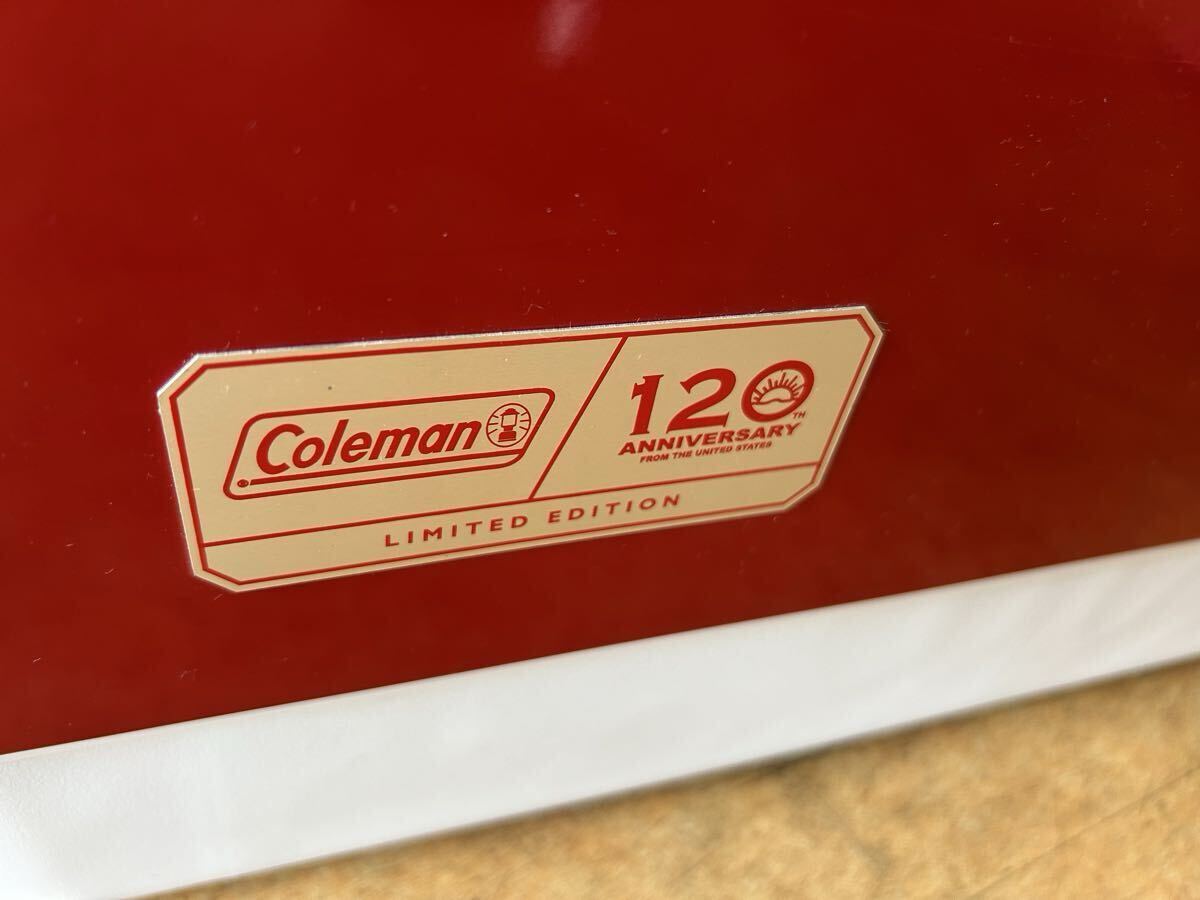 Coleman
120TH
ANNIVERSARY
FROM THE UNITED STATES
LIMITED EDITION